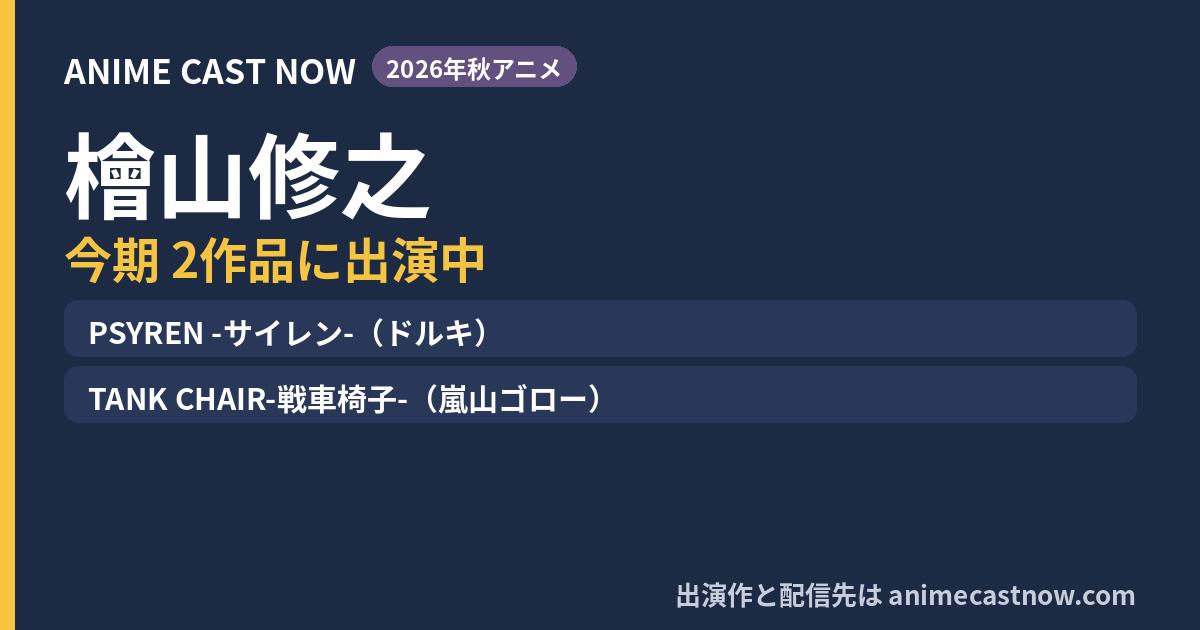 ANIME CAST NOW 2026年秋アニメ
檜山修之
今期 2作品に出演中
PSYREN -サイレン-（ドルキ）
TANK CHAIR-戦車椅子-（嵐山ゴロー）
出演作と配信先は animecastnow.com